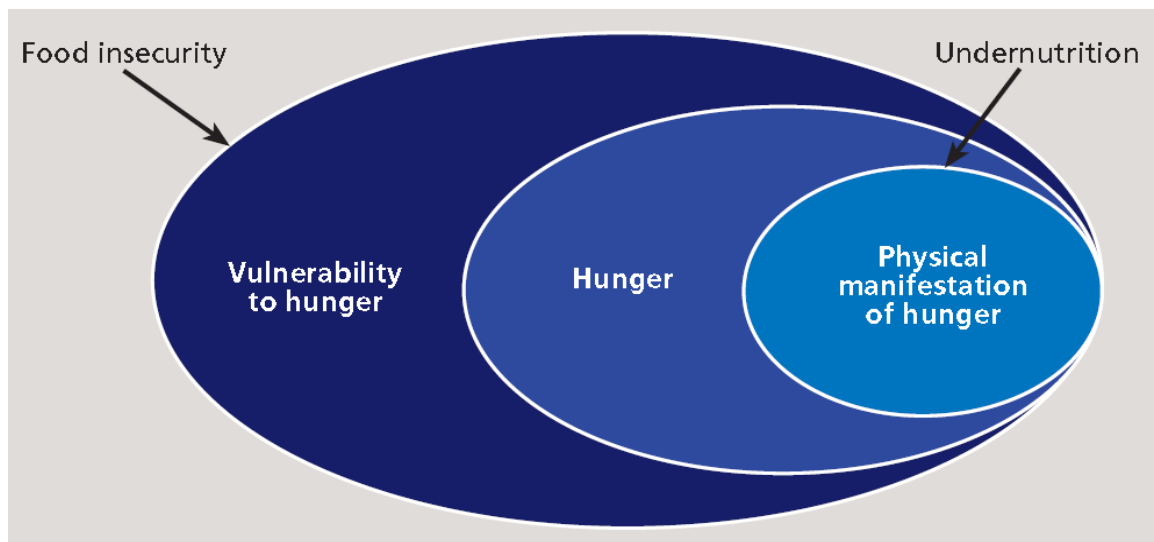 Food insecurity
Undernutrition
Vulnerability
to hunger
Hunger
Physical
manifestation
of hunger